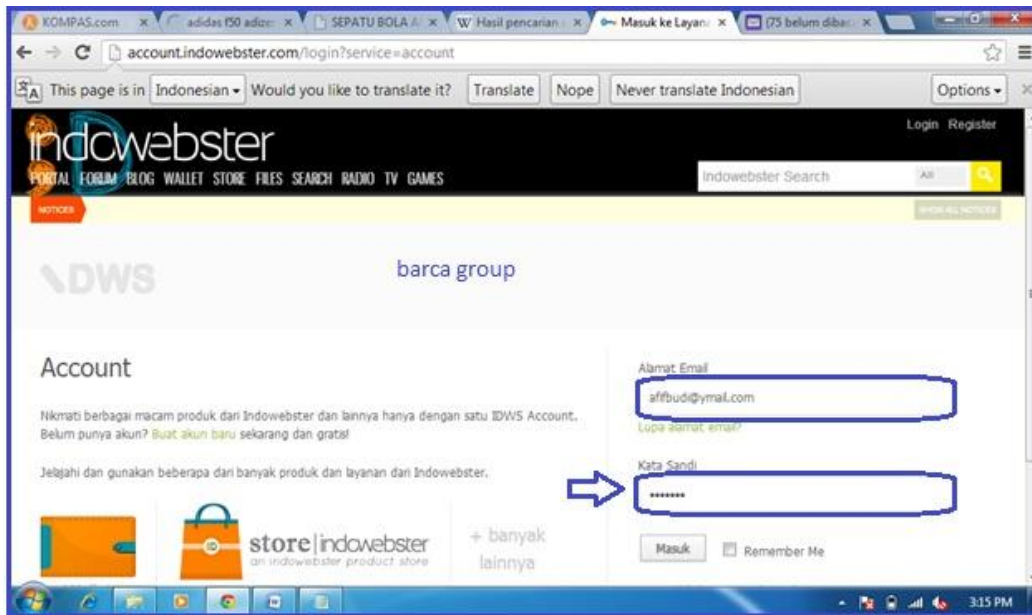 KOMPAS.com
adidas f50 adize
SEPATU BOLA A
Hasil pencarian
Masuk ke Layan
(75 belum dibac
account.indowebster.com/login?service=account
This page is in Indonesian Would you like to translate it? Translate Nope Never translate Indonesian Options
Login Register
indowebster
PORTAL FORUM BLOG WALLET STORE FILES SEARCH RADIO TV GAMES
Indowebster Search All
NOTICES SHOW ALL NOTICES
IDWS
barca group
Account
Nikmati berbagai macam produk dari Indowebster dan lainnya hanya dengan satu IDWS Account.
Belum punya akun? Buat akun baru sekarang dan gratis!
Jelajahi dan gunakan beberapa dari banyak produk dan layanan dari Indowebster.
ID
store|indowebster
an indowebster product store
+ banyak
lainnya
Alamat Email
afifbudi@ymail.com
Lupa alamat email?
Kata Sandi
•••••••
Masuk Remember Me
3:15 PM